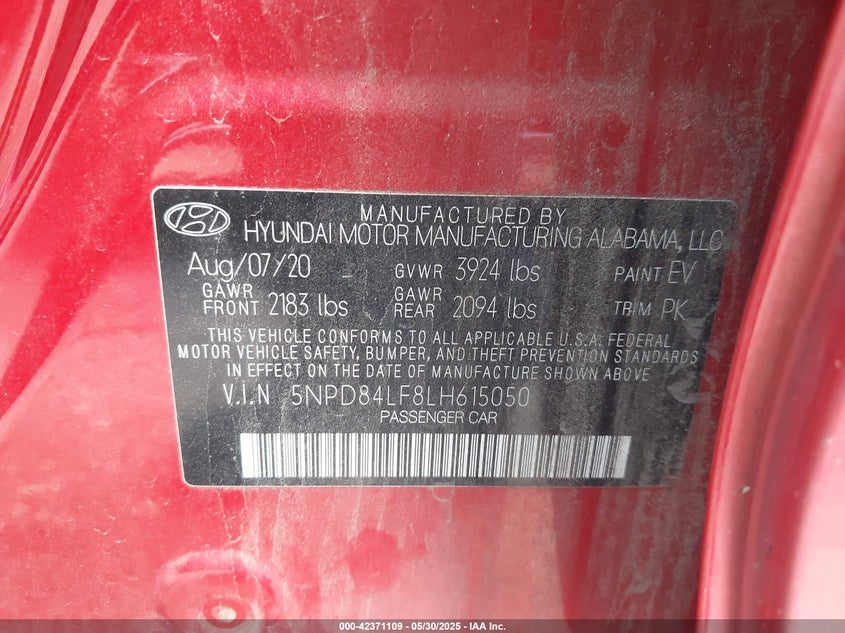 MANUFACTURED BY
HYUNDAI MOTOR MANUFACTURING ALABAMA, LLC
Aug/07/20 GVWR 3924 lbs PAINT EV
GAWR FRONT 2183 lbs GAWR REAR 2094 lbs TRIM PK
THIS VEHICLE CONFORMS TO ALL APPLICABLE U.S.A. FEDERAL
MOTOR VEHICLE SAFETY, BUMPER, AND THEFT PREVENTION STANDARDS
IN EFFECT ON THE DATE OF MANUFACTURE SHOWN ABOVE
V.I.N 5NPD84LF8LH615050
PASSENGER CAR
000-42371109 - 05/30/2025 - IAA Inc.